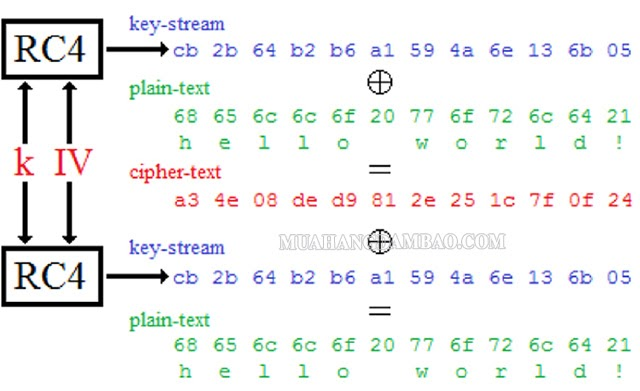 key-stream
RC4
cb 2b 64 b2 b6 a1 59 4a 6e 13 6b 05
⊕
plain-text
68 65 6c 6c 6f 20 77 6f 72 6c 64 21
h e l l o w o r l d !
k IV
cipher-text
=
a3 4e 08 de d9 81 2e 25 1c 7f 0f 24
key-stream
⊕
MUAHANGDAMBAO.COM
RC4
cb 2b 64 b2 b6 a1 59 4a 6e 13 6b 05
=
plain-text
68 65 6c 6c 6f 20 77 6f 72 6c 64 21
h e l l o w o r l d !